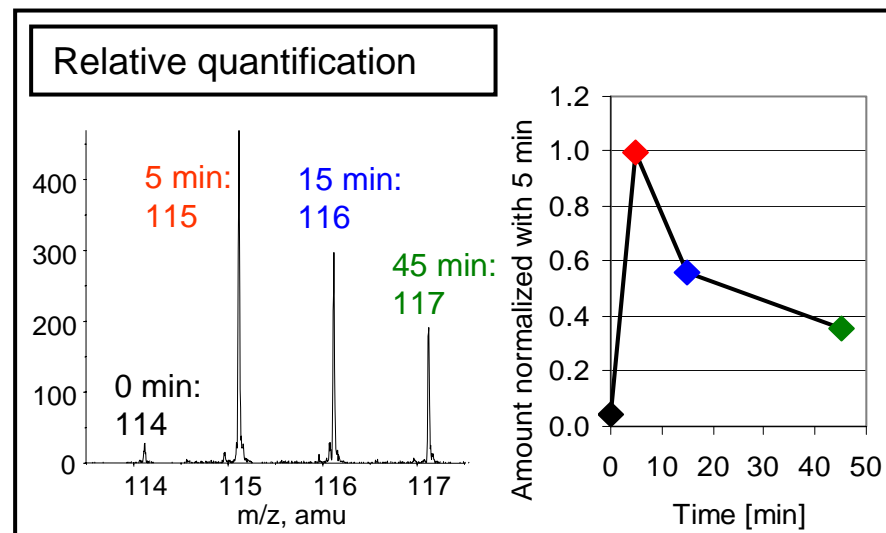 Relative quantification
400
300
200
100
0
5 min:
115
15 min:
116
45 min:
117
0 min:
114
114 115 116 117
m/z, amu
Amount normalized with 5 min
1.2
1.0
0.8
0.6
0.4
0.2
0.0
0 10 20 30 40 50
Time [min]